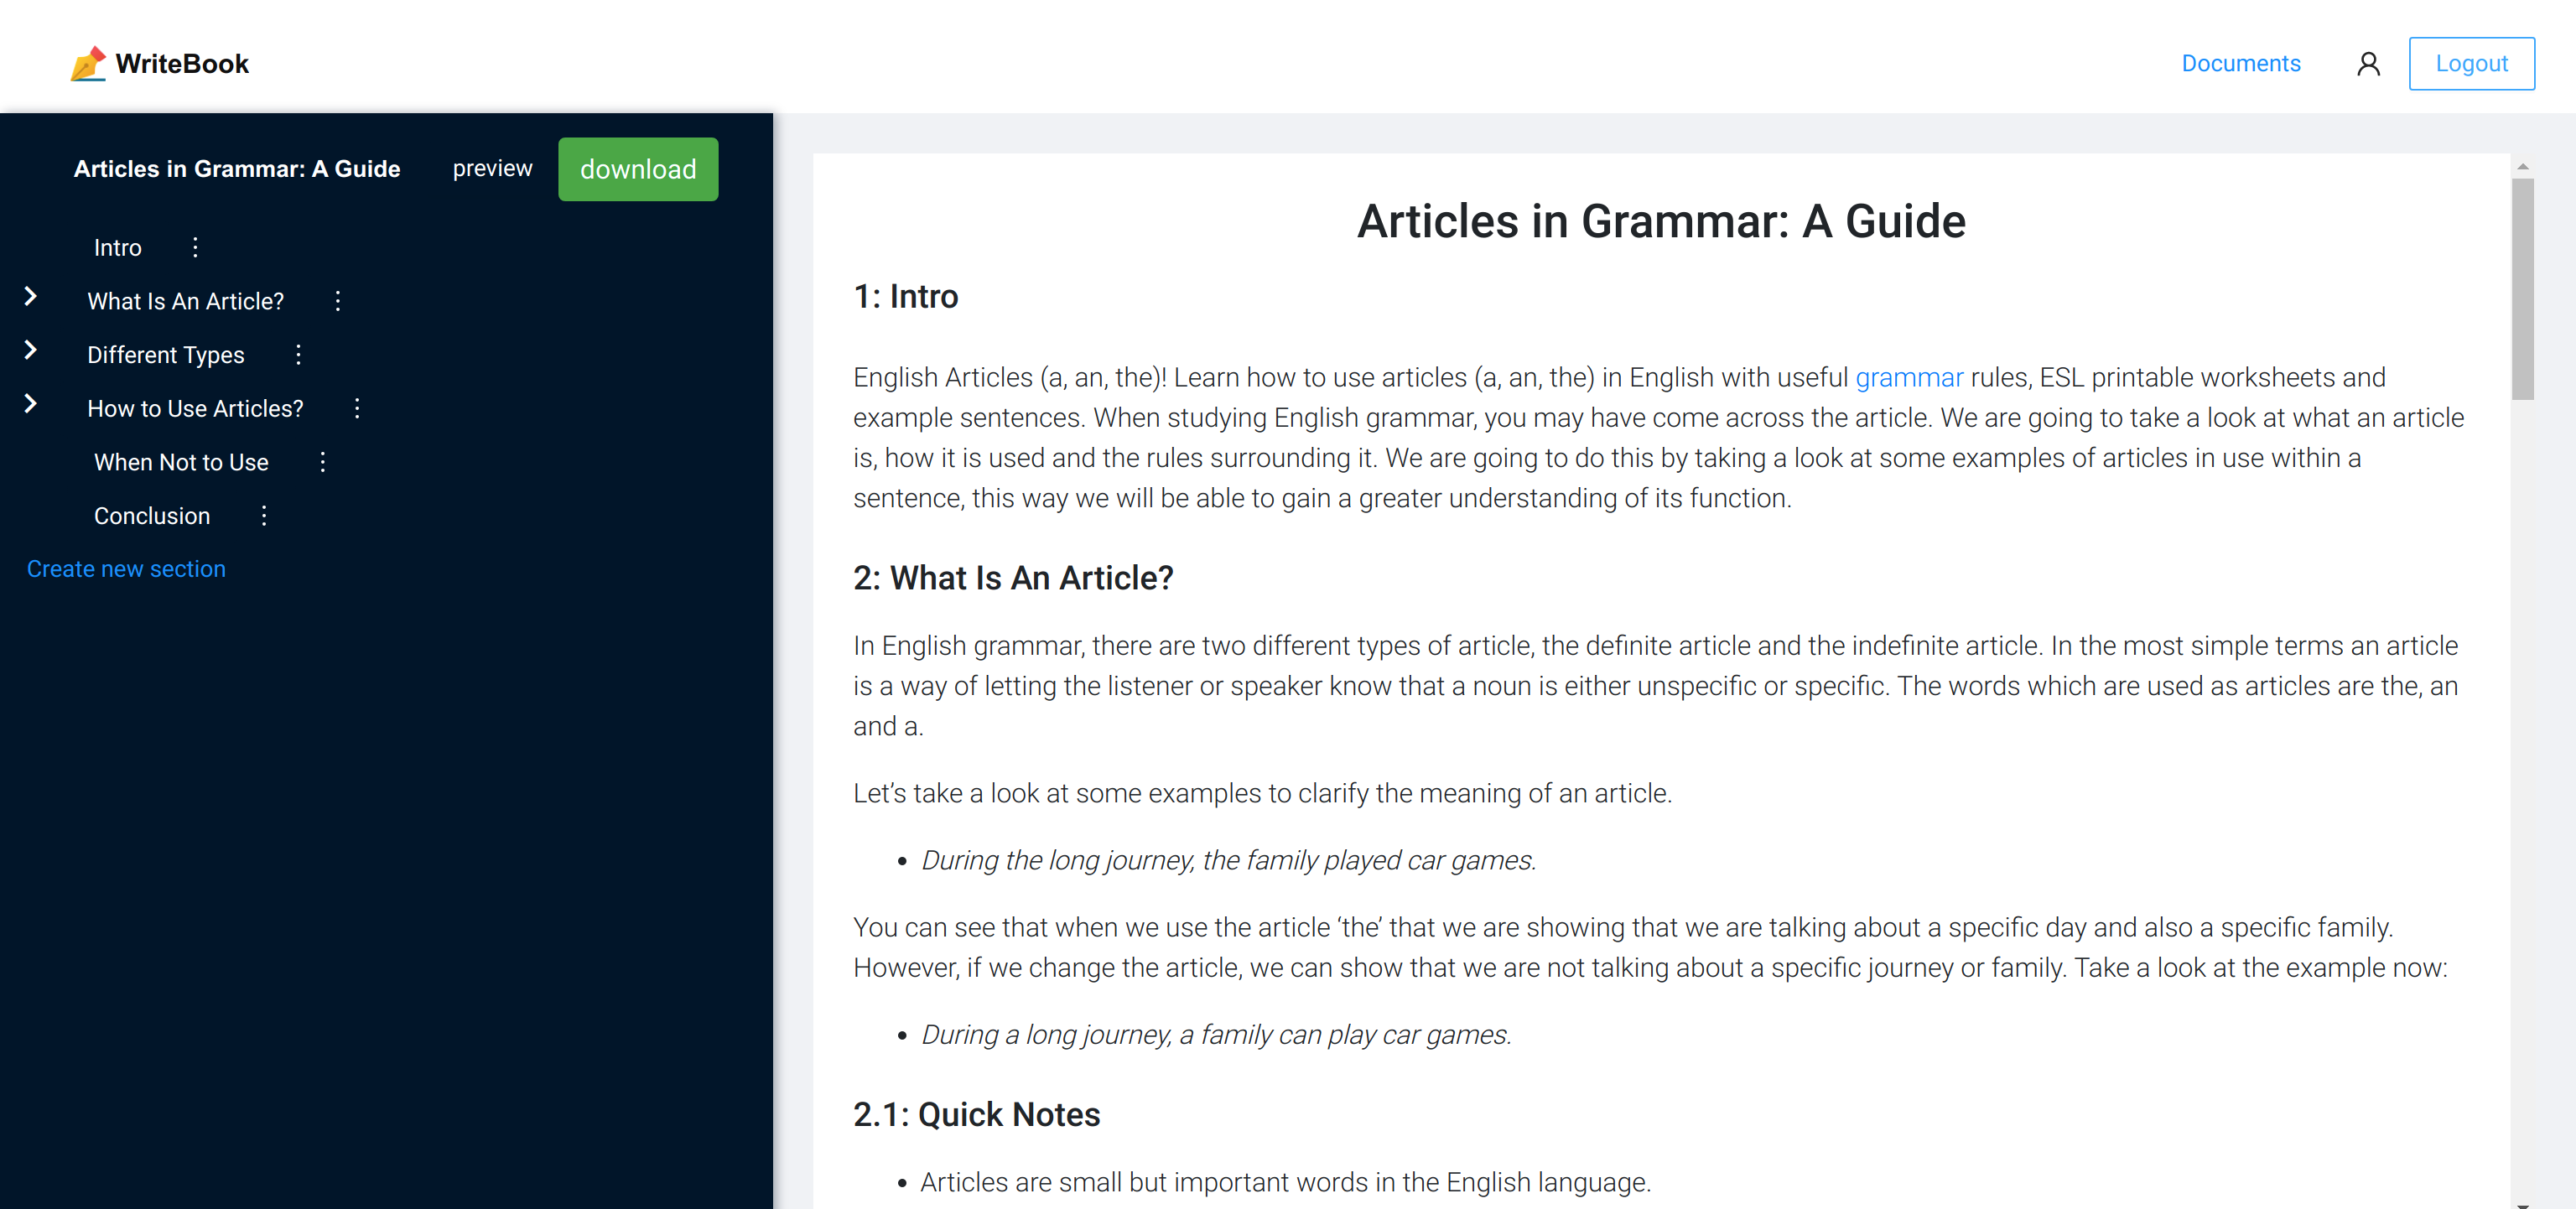 WriteBook
Documents
Logout
Articles in Grammar: A Guide
preview
download
Intro
What Is An Article?
Different Types
How to Use Articles?
When Not to Use
Conclusion
Create new section
Articles in Grammar: A Guide
1: Intro
English Articles (a, an, the)! Learn how to use articles (a, an, the) in English with useful grammar rules, ESL printable worksheets and
example sentences. When studying English grammar, you may have come across the article. We are going to take a look at what an article
is, how it is used and the rules surrounding it. We are going to do this by taking a look at some examples of articles in use within a
sentence, this way we will be able to gain a greater understanding of its function.
2: What Is An Article?
In English grammar, there are two different types of article, the definite article and the indefinite article. In the most simple terms an article
is a way of letting the listener or speaker know that a noun is either unspecific or specific. The words which are used as articles are the, an
and a.
Let’s take a look at some examples to clarify the meaning of an article.
• During the long journey, the family played car games.
You can see that when we use the article ‘the’ that we are showing that we are talking about a specific day and also a specific family.
However, if we change the article, we can show that we are not talking about a specific journey or family. Take a look at the example now:
• During a long journey, a family can play car games.
2.1: Quick Notes
• Articles are small but important words in the English language.